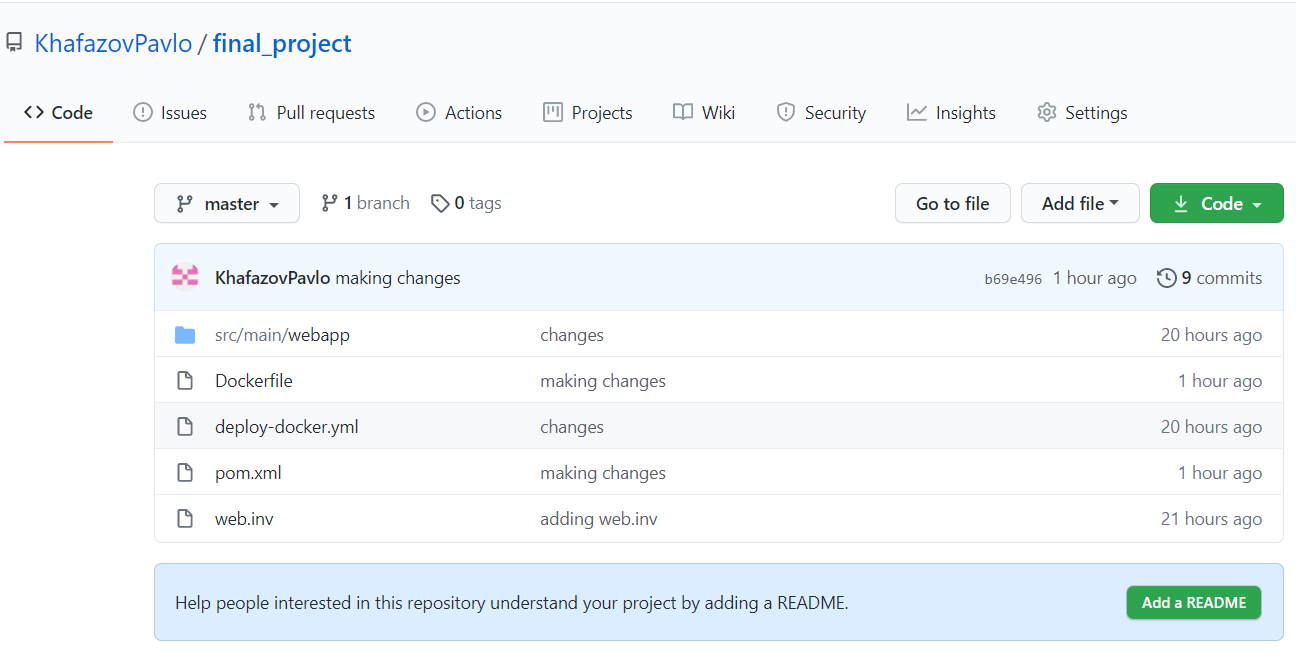 KhafazovPavlo / final_project
Code Issues Pull requests Actions Projects Wiki Security Insights Settings
master 1 branch 0 tags Go to file Add file Code
KhafazovPavlo making changes b69e496 1 hour ago 9 commits
src/main/webapp changes 20 hours ago
Dockerfile making changes 1 hour ago
deploy-docker.yml changes 20 hours ago
pom.xml making changes 1 hour ago
web.inv adding web.inv 21 hours ago
Help people interested in this repository understand your project by adding a README. Add a README